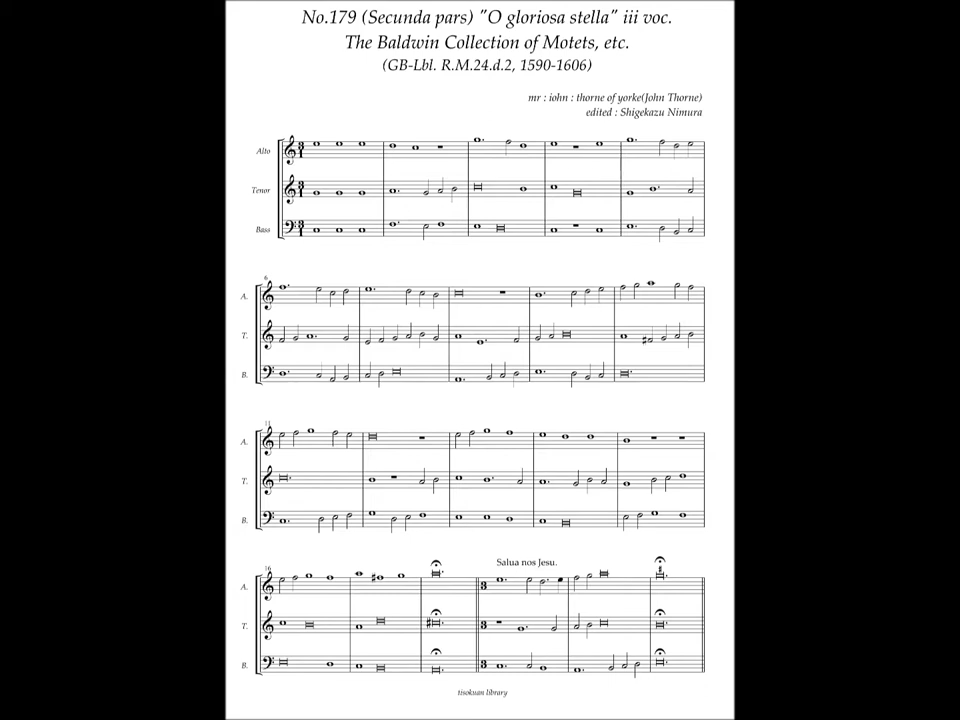 No.179 (Secunda pars) "O gloriosa stella" iii voc.
The Baldwin Collection of Motets, etc.
(GB-Lbl. R.M.24.d.2, 1590-1606)
mr : iohn : thorne of yorke(John Thorne)
edited : Shigekazu Nimura
Alto
Tenor
Bass
6
A.
T.
B.
11
A.
T.
B.
16
Salua nos Jesu.
A.
T.
B.
tisokuan library